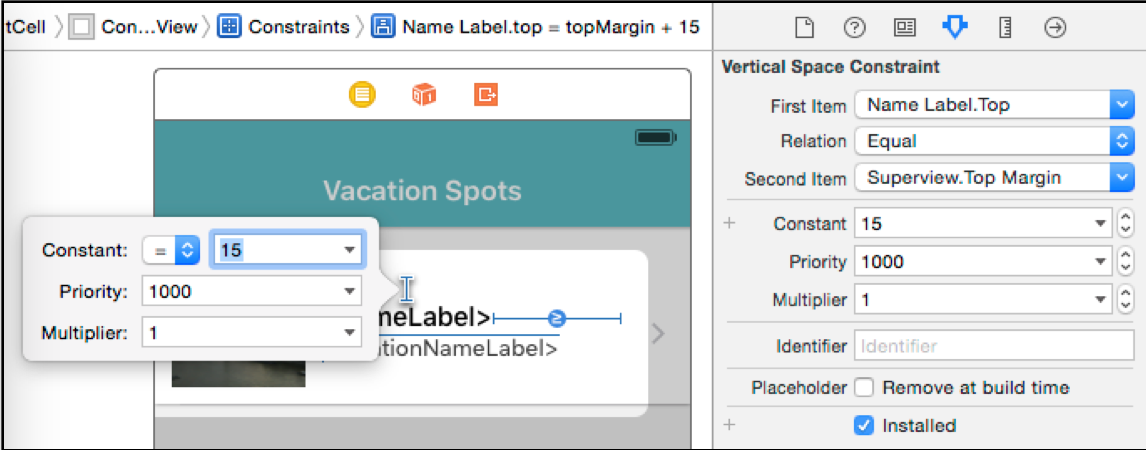 tCell 〉 Con...View 〉 Constraints 〉 Name Label.top = topMargin + 15
Vacation Spots
Constant: = 15
Priority: 1000
Multiplier: 1
neLabel>
tionNameLabel>
Vertical Space Constraint
First Item Name Label.Top
Relation Equal
Second Item Superview.Top Margin
+ Constant 15
Priority 1000
Multiplier 1
Identifier Identifier
Placeholder Remove at build time
+ Installed